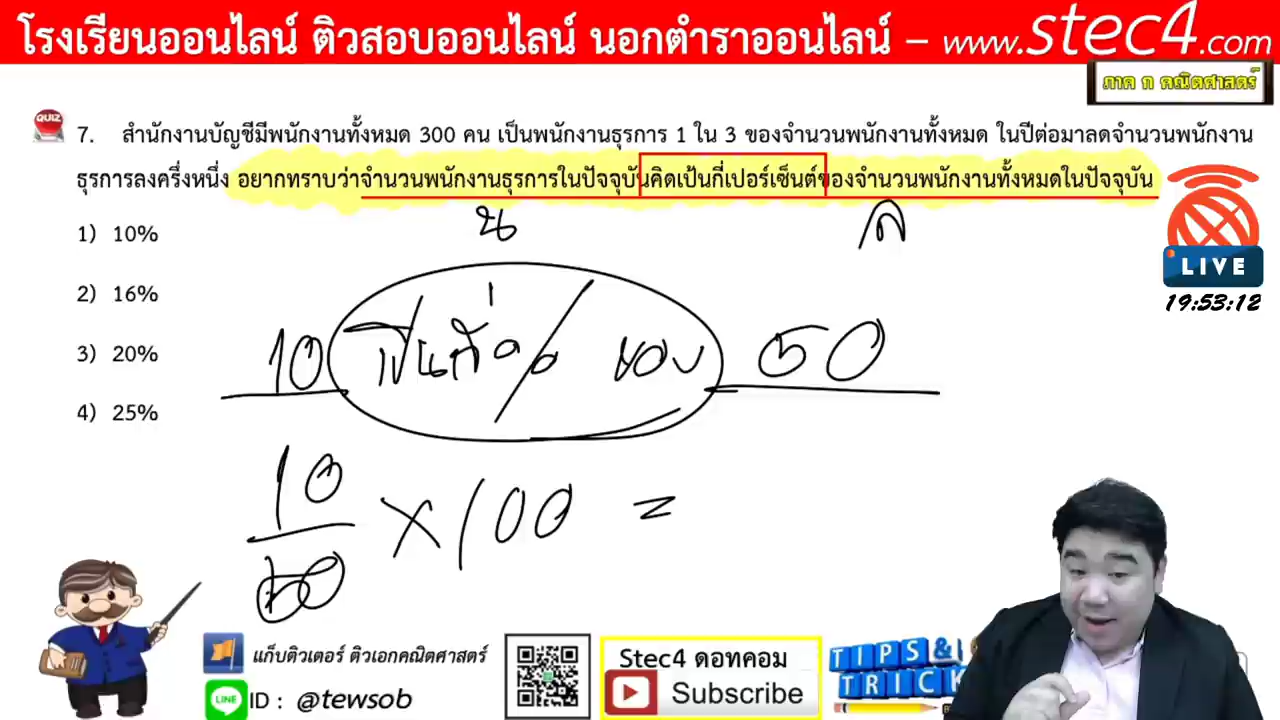 โรงเรียนออนไลน์ ติวสอบออนไลน์ นอกตำราออนไลน์ – www.stec4.com
ภาค ก คณิตศาสตร์
QUIZ
7. สำนักงานบัญชีมีพนักงานทั้งหมด 300 คน เป็นพนักงานธุรการ 1 ใน 3 ของจำนวนพนักงานทั้งหมด ในปีต่อมาลดจำนวนพนักงาน
ธุรการลงครึ่งหนึ่ง อยากทราบว่าจำนวนพนักงานธุรการในปัจจุบันคิดเป็นกี่เปอร์เซ็นต์ของจำนวนพนักงานทั้งหมดในปัจจุบัน
น ล
1) 10%
2) 16%
3) 20%
4) 25%
LIVE
19:53:12
10 เป็นกี่ % ของ 50
10
50 × 100 =
แก็บติวเตอร์ ติวเอกคณิตศาสตร์
LINE ID : @tewsob
Stec4 ดอทคอม
Subscribe
TIPS &
TRICK